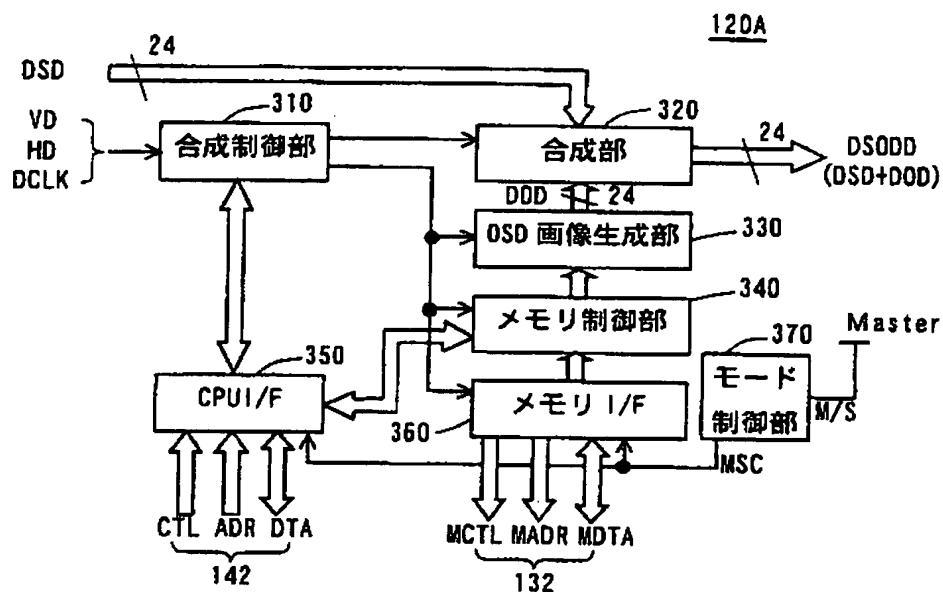 120A
24
DSD
310
320
VD
HD
DCLK
合成制御部
合成部
24
DSODD
(DSD+DOD)
DOD
24
OSD 画像生成部
330
340
メモリ制御部
Master
350
370
CPUI/F
メモリ I/F
モード
制御部
M/S
360
MSC
CTL
ADR
DTA
MCTL
MADR
MDTA
142
132